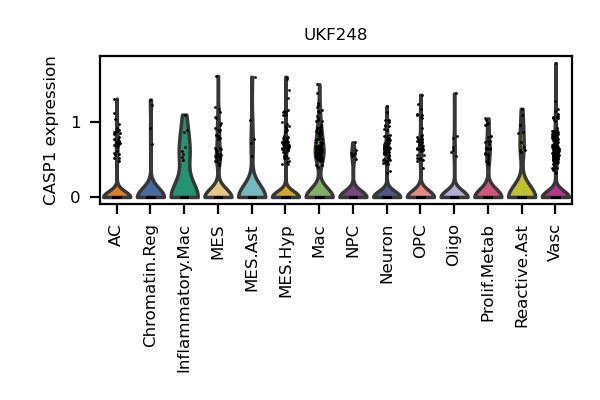 UKF248
CASP1 expression
1
0
AC
Chromatin.Reg
Inflammatory.Mac
MES
MES.Ast
MES.Hyp
Mac
NPC
Neuron
OPC
Oligo
Prolif.Metab
Reactive.Ast
Vasc